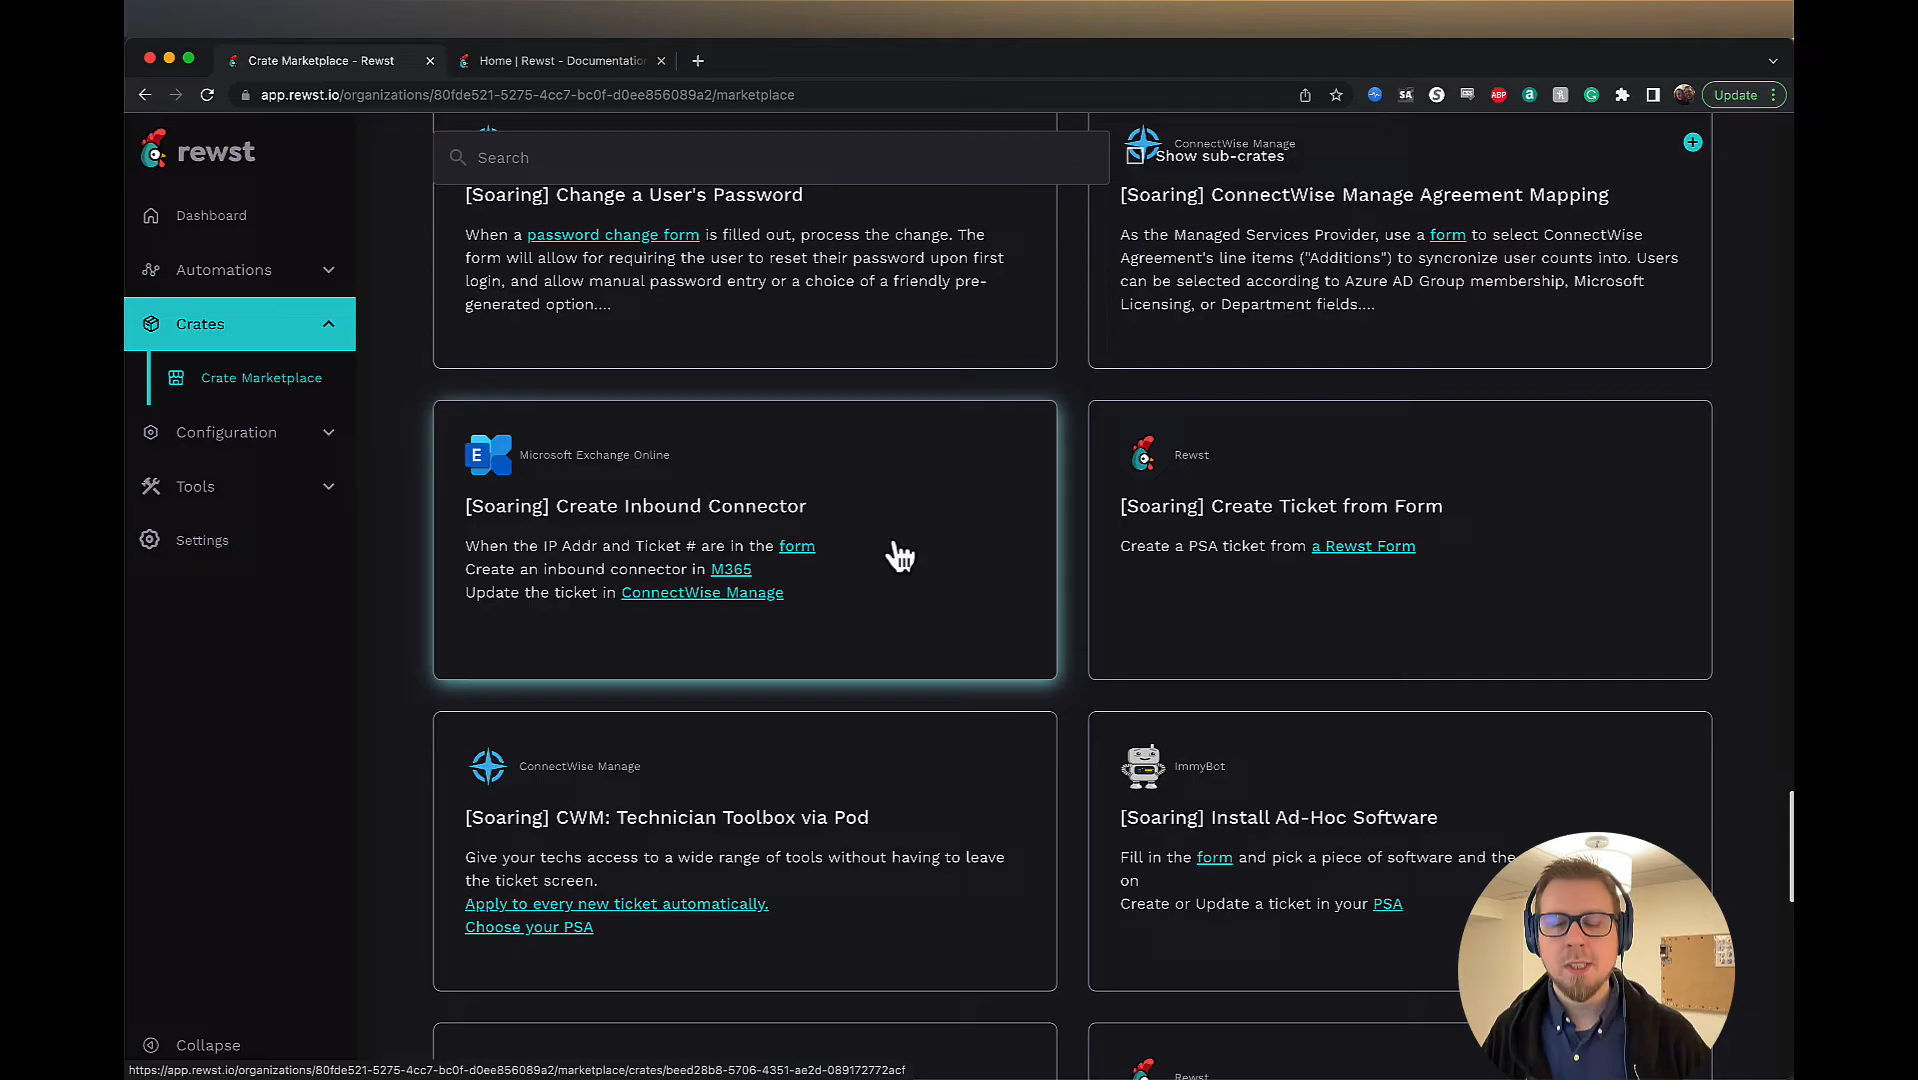 Crate Marketplace - Rewst
Home | Rewst - Documentatio
app.rewst.io/organizations/80fde521-5275-4cc7-bc0f-d0ee856089a2/marketplace
Update
rewst
Dashboard
Automations
Crates
Crate Marketplace
Configuration
Tools
Settings
Collapse
Search
ConnectWise Manage
Show sub-crates
[Soaring] Change a User's Password
When a password change form is filled out, process the change. The
form will allow for requiring the user to reset their password upon first
login, and allow manual password entry or a choice of a friendly pre-
generated option....
[Soaring] ConnectWise Manage Agreement Mapping
As the Managed Services Provider, use a form to select ConnectWise
Agreement's line items ("Additions") to syncronize user counts into. Users
can be selected according to Azure AD Group membership, Microsoft
Licensing, or Department fields....
Microsoft Exchange Online
[Soaring] Create Inbound Connector
When the IP Addr and Ticket # are in the form
Create an inbound connector in M365
Update the ticket in ConnectWise Manage
Rewst
[Soaring] Create Ticket from Form
Create a PSA ticket from a Rewst Form
ConnectWise Manage
[Soaring] CWM: Technician Toolbox via Pod
Give your techs access to a wide range of tools without having to leave
the ticket screen.
Apply to every new ticket automatically.
Choose your PSA
ImmyBot
[Soaring] Install Ad-Hoc Software
Fill in the form and pick a piece of software and the
on
Create or Update a ticket in your PSA
Rewst
https://app.rewst.io/organizations/80fde521-5275-4cc7-bc0f-d0ee856089a2/marketplace/crates/beed28b8-5706-4351-ae2d-089172772acf